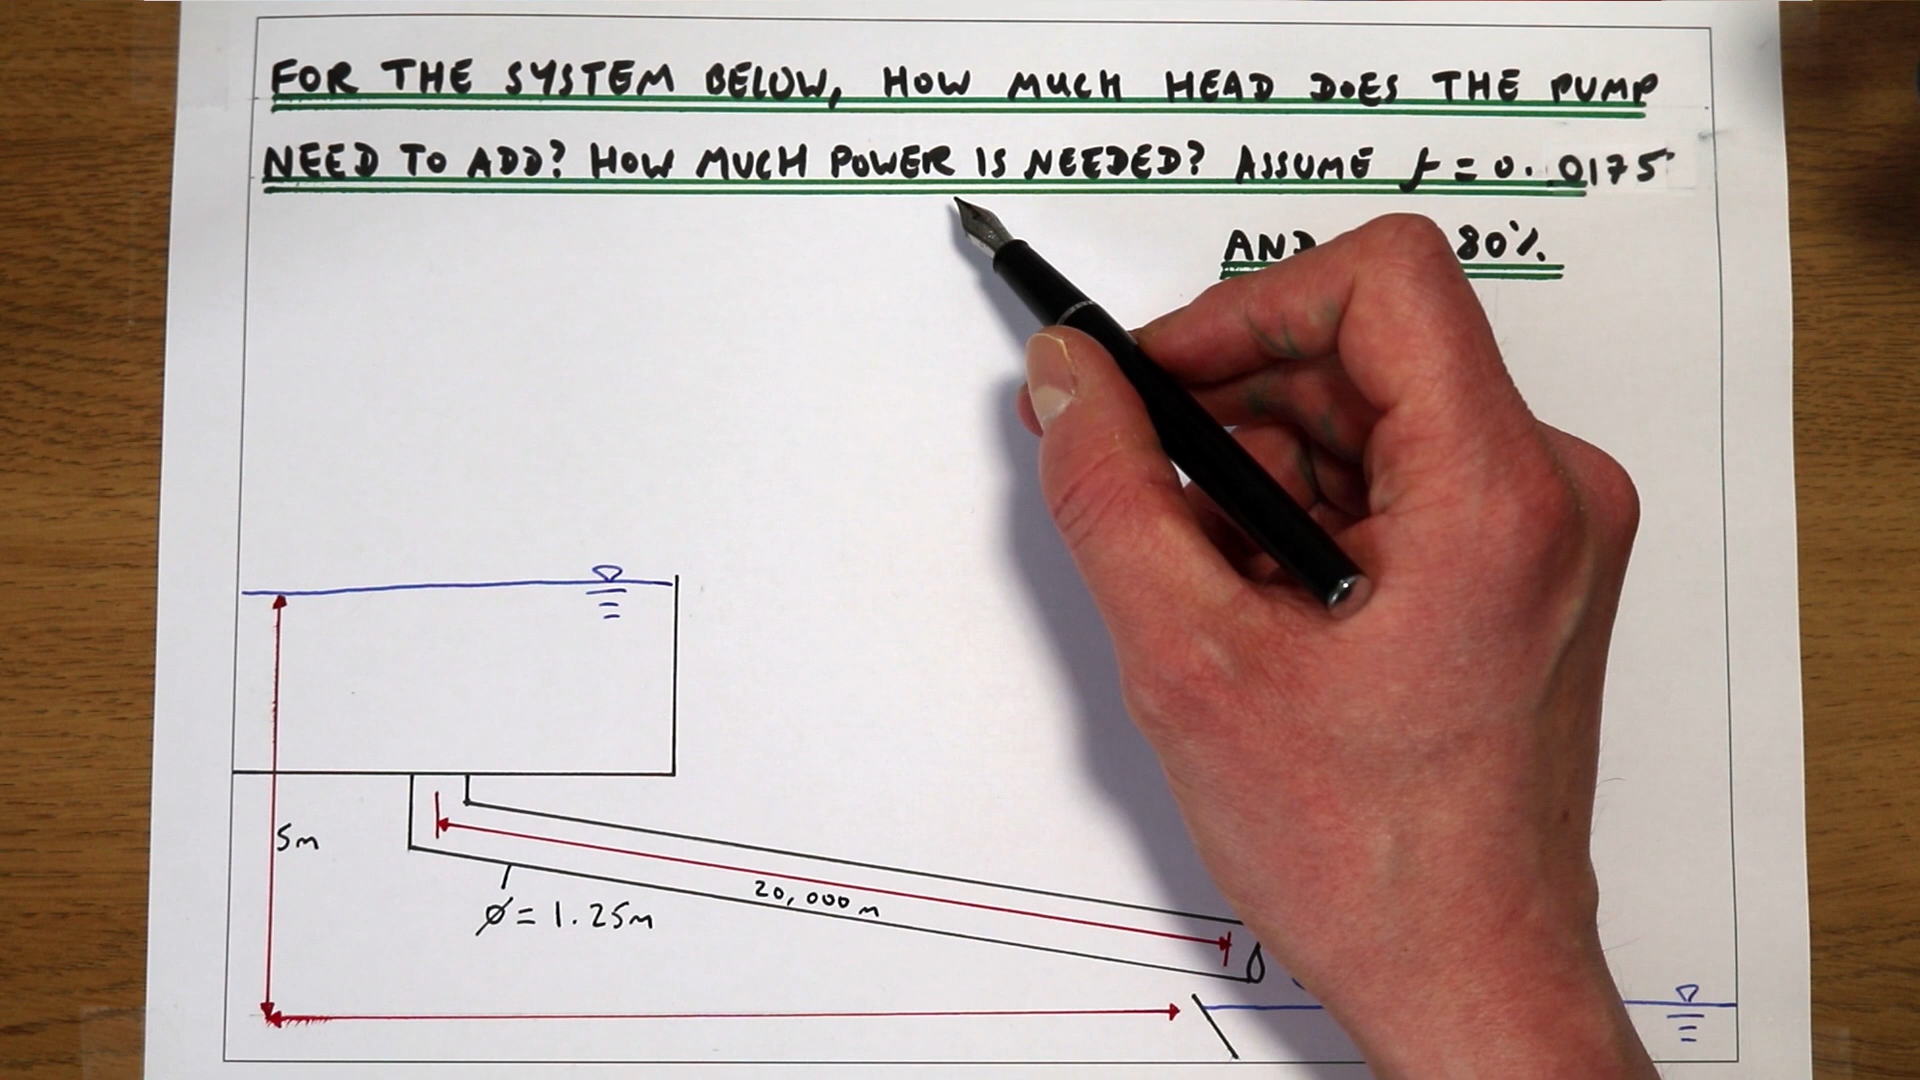 FOR THE SYSTEM BELOW, HOW MUCH HEAD DOES THE PUMP
NEED TO ADD? HOW MUCH POWER IS NEEDED? ASSUME f = 0.0175
AND 80%.
5m
20,000m
ø = 1.25m